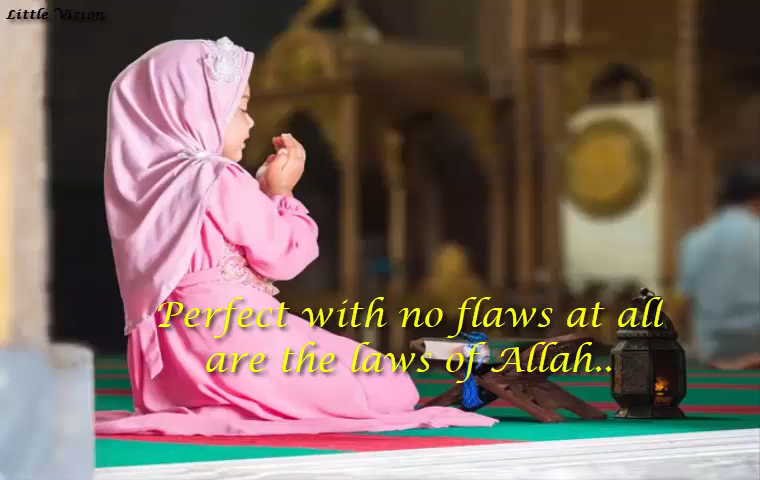 Little Vision
Perfect with no flaws at all
are the laws of Allah..